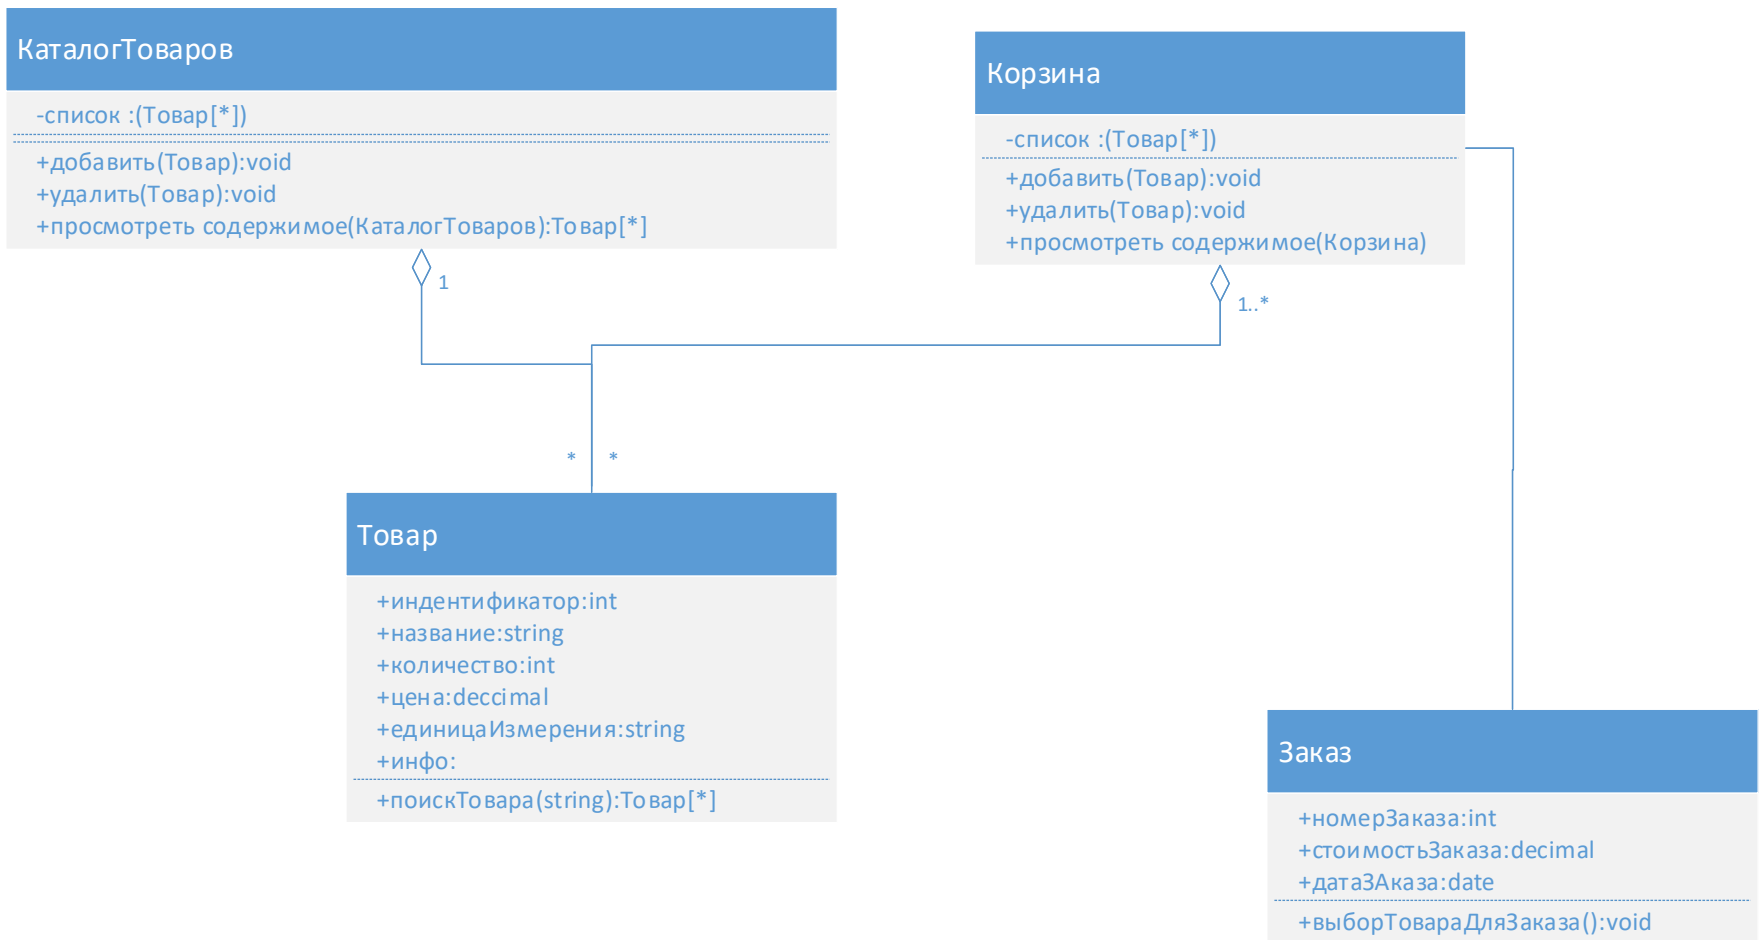 КаталогТоваров
-список :(Товар[*])
+добавить(Товар):void
+удалить(Товар):void
+просмотреть содержимое(КаталогТоваров):Товар[*]
1
Корзина
-список :(Товар[*])
+добавить(Товар):void
+удалить(Товар):void
+просмотреть содержимое(Корзина)
1..*
*
*
Товар
+индентификатор:int
+название:string
+количество:int
+цена:deccimal
+единицаИзмерения:string
+инфо:
+поискТовара(string):Товар[*]
Заказ
+номерЗаказа:int
+стоимостьЗаказа:decimal
+датаЗАказа:date
+выборТовараДляЗаказа():void